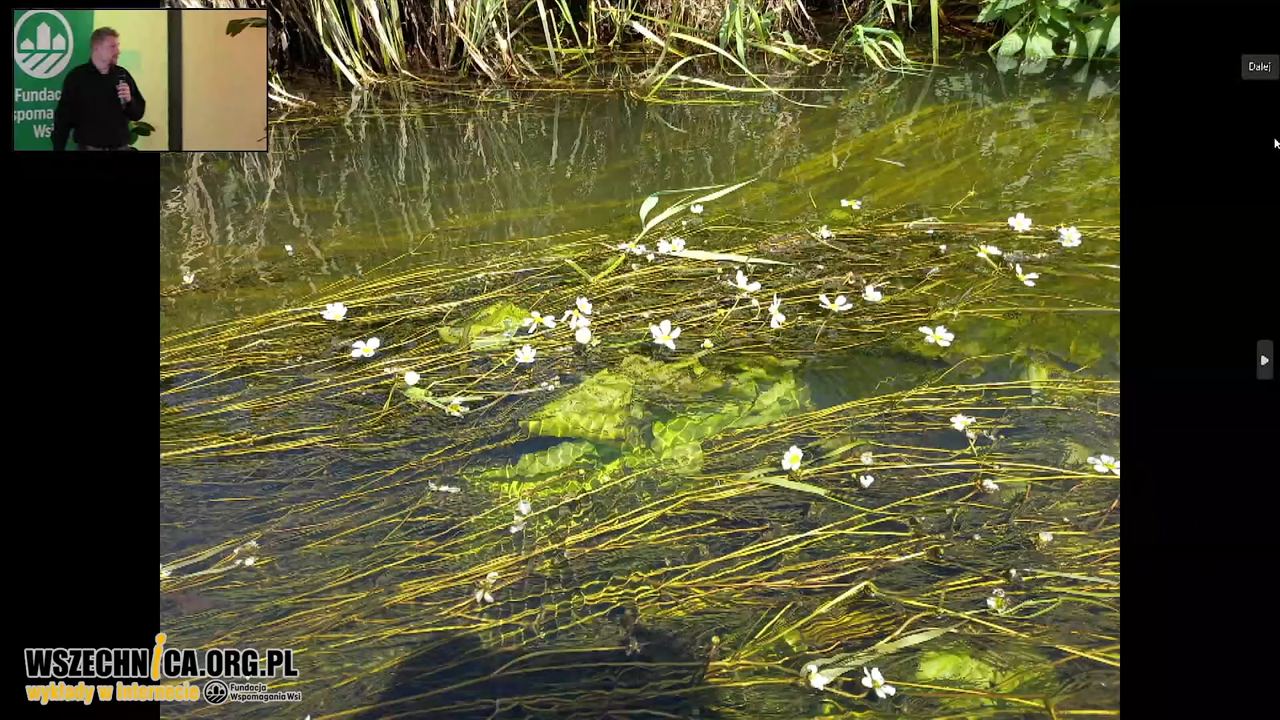 Fundac
spoma
Wsi
Dalej
WSZECHNICA.ORG.PL
wykłady w internecie
Fundacja
Wspomagania Wsi